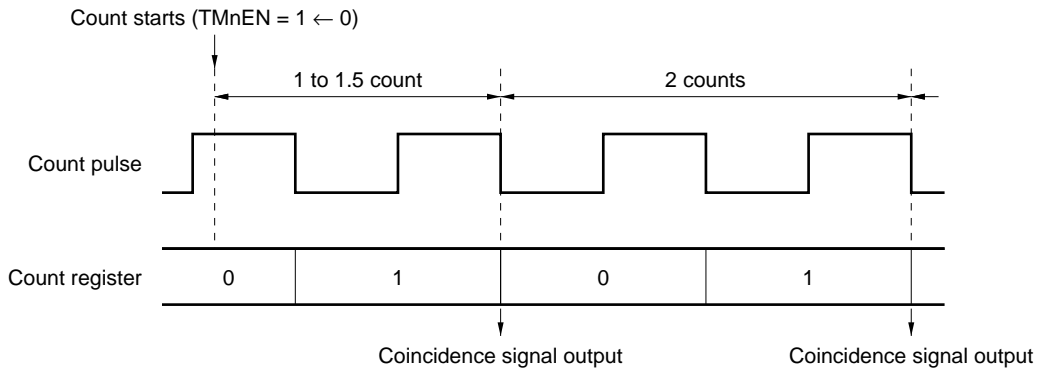 Count starts (TMnEN = 1 ← 0)
1 to 1.5 count
2 counts
Count pulse
Count register
0
1
0
1
Coincidence signal output
Coincidence signal output